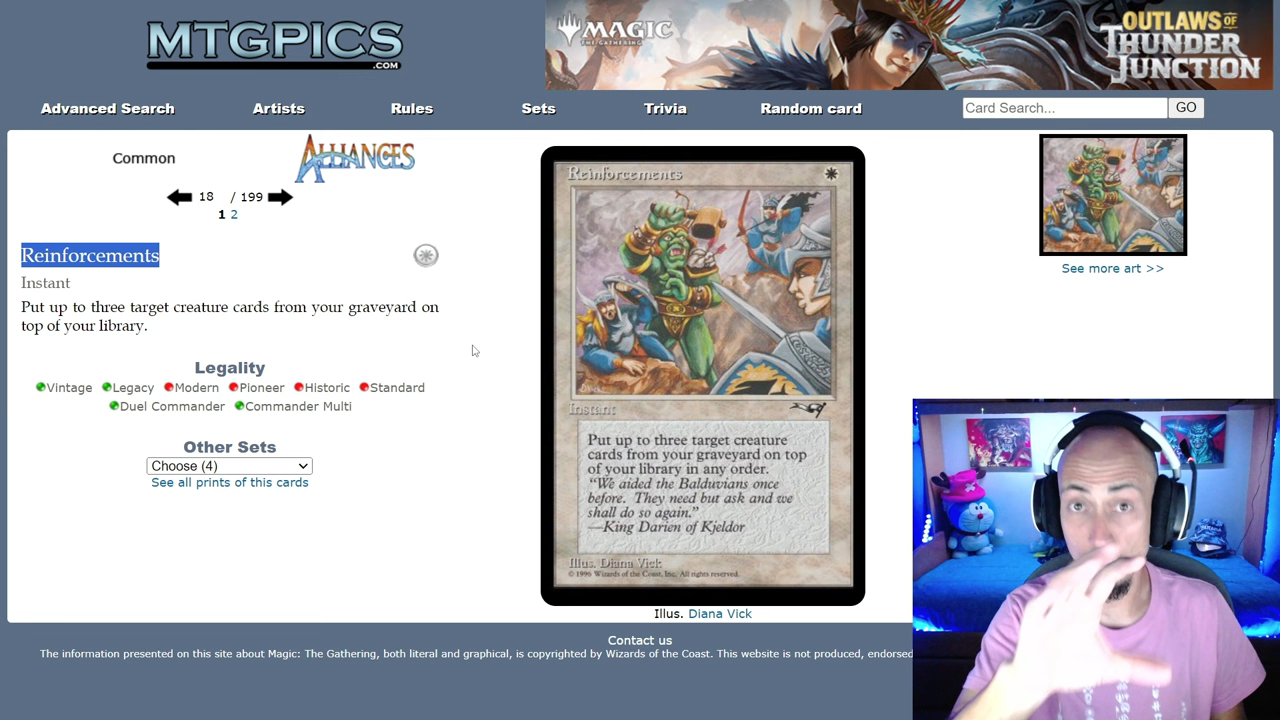 MTGPICS
.COM
MAGIC
THE GATHERING
OUTLAWS OF
THUNDER
JUNCTION
Advanced Search
Artists
Rules
Sets
Trivia
Random card
Card Search...
GO
Common
ALLIANCES
18 / 199
1 2
Reinforcements
Instant
Put up to three target creature cards from your graveyard on
top of your library.
Legality
Vintage Legacy Modern Pioneer Historic Standard
Duel Commander Commander Multi
Other Sets
Choose (4)
See all prints of this cards
Reinforcements
Instant
Put up to three target creature
cards from your graveyard on top
of your library in any order.
"We aided the Balduvians once
before. They need but ask and we
shall do so again."
—King Darien of Kjeldor
Illus. Diana Vick
© 1996 Wizards of the Coast, Inc. All rights reserved.
Illus. Diana Vick
See more art >>
Contact us
The information presented on this site about Magic: The Gathering, both literal and graphical, is copyrighted by Wizards of the Coast. This website is not produced, endorsed